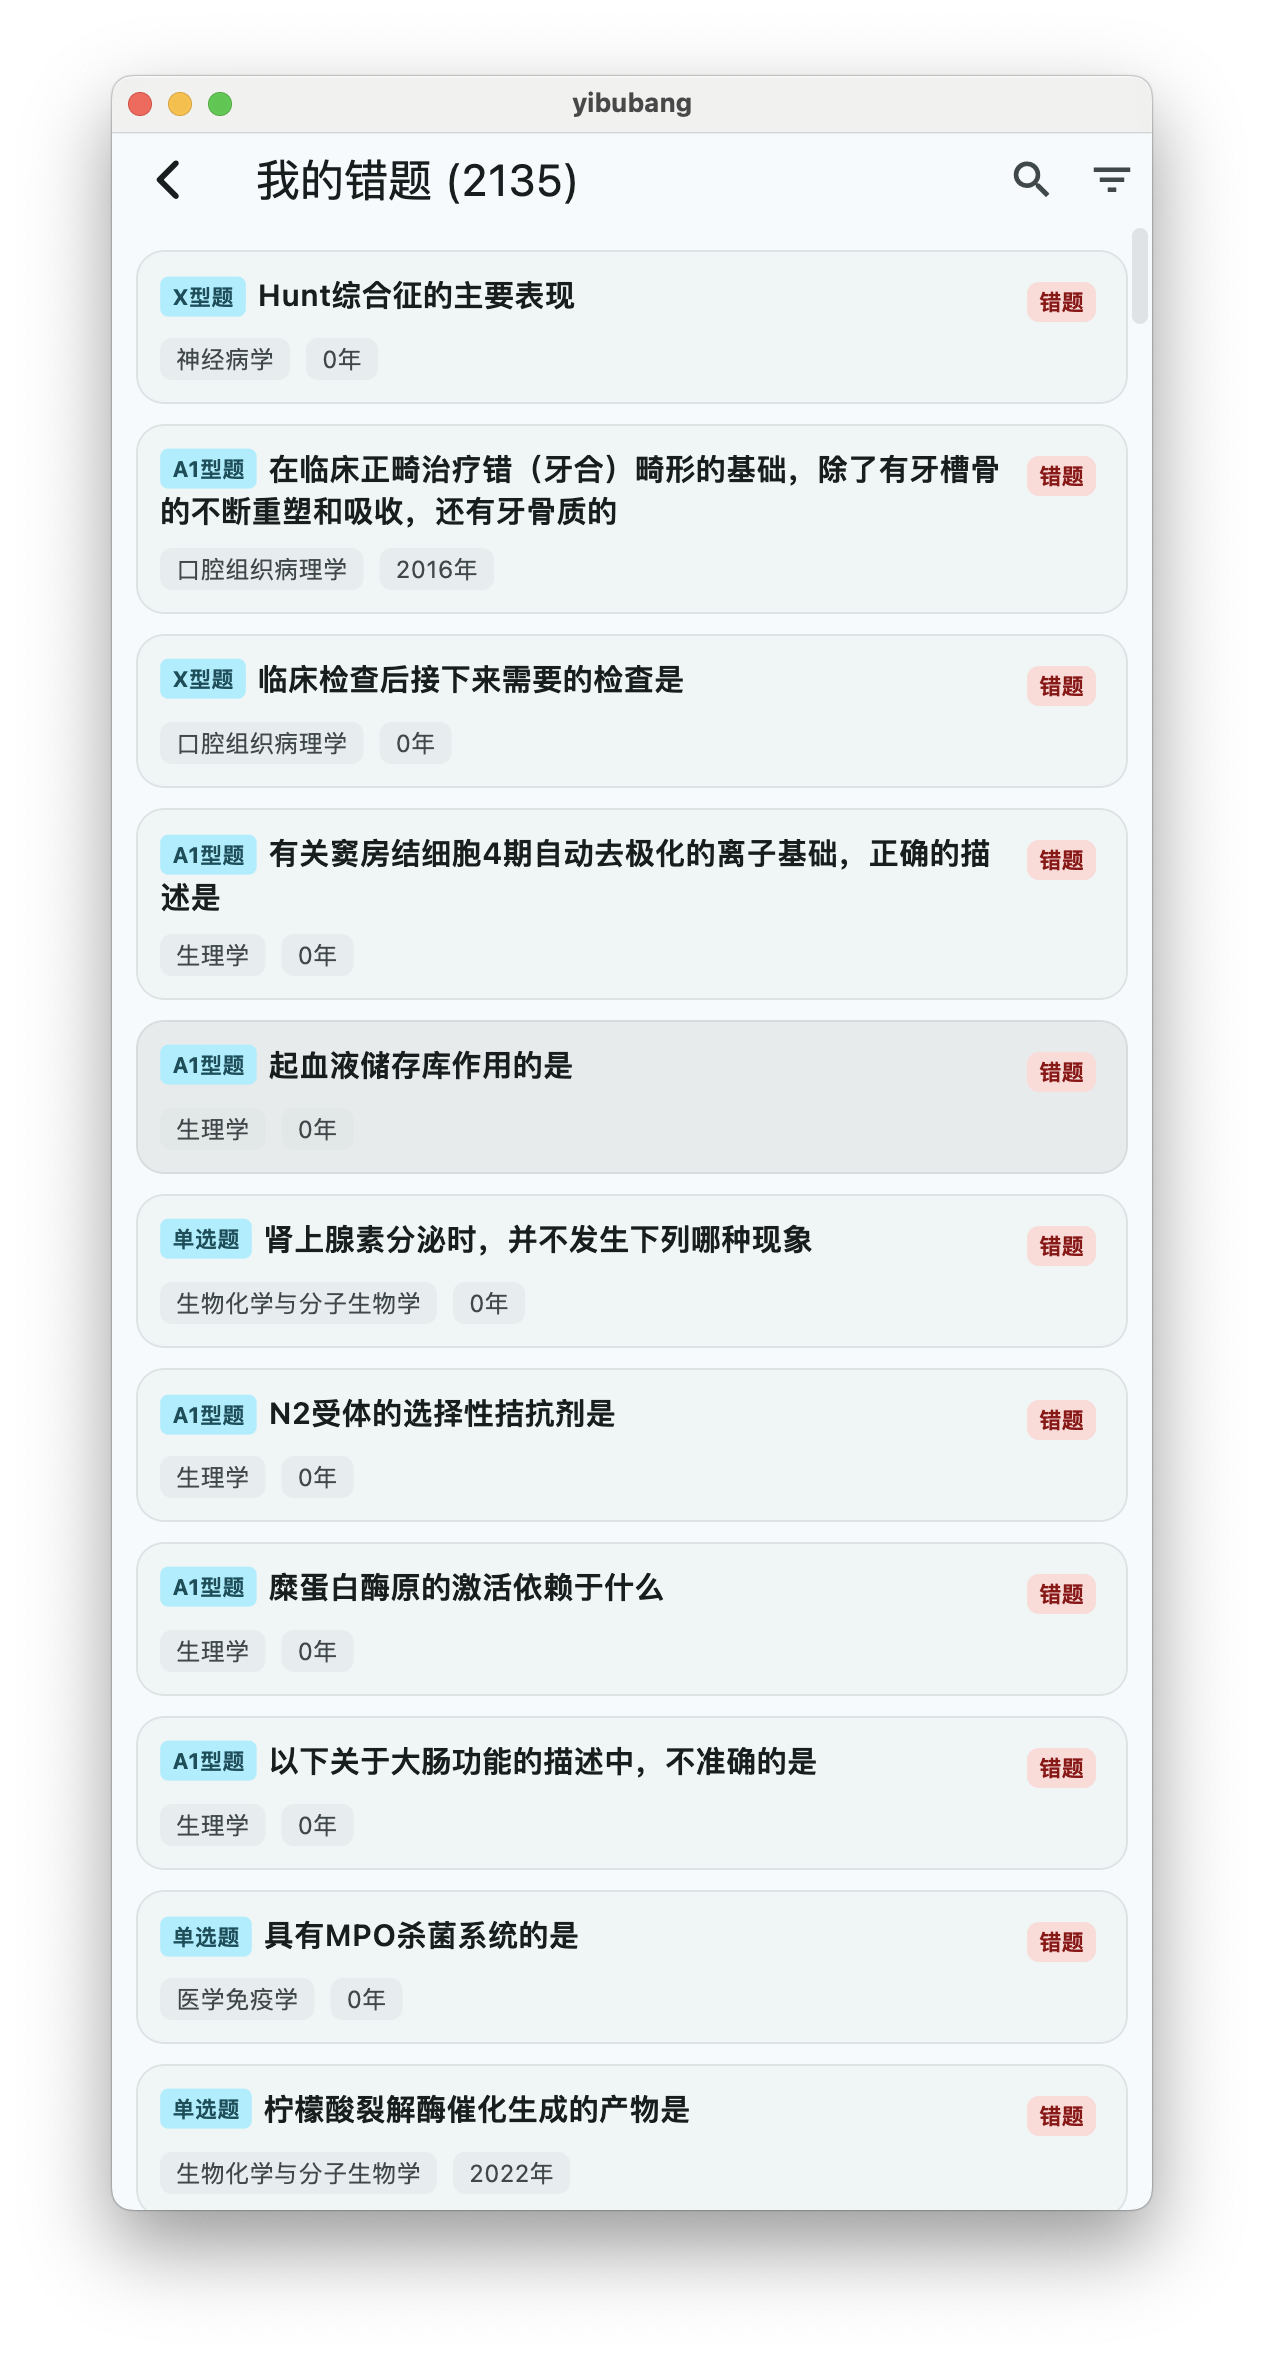 yibubang
我的错题 (2135)
X型题 Hunt综合征的主要表现 错题
神经病学 0年
A1型题 在临床正畸治疗错（牙合）畸形的基础，除了有牙槽骨 错题
的不断重塑和吸收，还有牙骨质的
口腔组织病理学 2016年
X型题 临床检查后接下来需要的检查是 错题
口腔组织病理学 0年
A1型题 有关窦房结细胞4期自动去极化的离子基础，正确的描 错题
述是
生理学 0年
A1型题 起血液储存库作用的是 错题
生理学 0年
单选题 肾上腺素分泌时，并不发生下列哪种现象 错题
生物化学与分子生物学 0年
A1型题 N2受体的选择性拮抗剂是 错题
生理学 0年
A1型题 糜蛋白酶原的激活依赖于什么 错题
生理学 0年
A1型题 以下关于大肠功能的描述中，不准确的是 错题
生理学 0年
单选题 具有MPO杀菌系统的是 错题
医学免疫学 0年
单选题 柠檬酸裂解酶催化生成的产物是 错题
生物化学与分子生物学 2022年